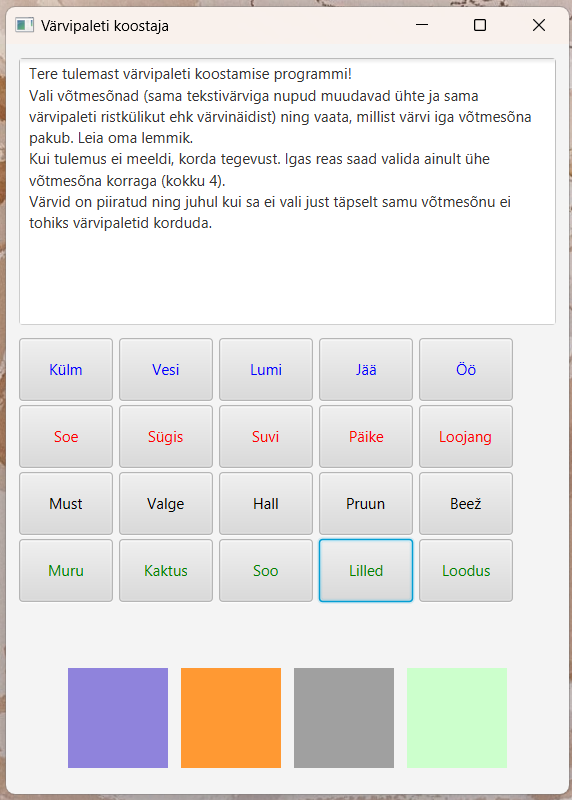 Värvipaleti koostaja
Tere tulemast värvipaleti koostamise programmi!
Vali võtmesõnad (sama tekstivärviga nupud muudavad ühte ja sama
värvipaleti ristkülikut ehk värvinäidist) ning vaata, millist värvi iga võtmesõna
pakub. Leia oma lemmik.
Kui tulemus ei meeldi, korda tegevust. Igas reas saad valida ainult ühe
võtmesõna korraga (kokku 4).
Värvid on piiratud ning juhul kui sa ei vali just täpselt samu võtmesõnu ei
tohiks värvipaletid korduda.
Külm Vesi Lumi Jää Öö
Soe Sügis Suvi Päike Loojang
Must Valge Hall Pruun Beež
Muru Kaktus Soo Lilled Loodus